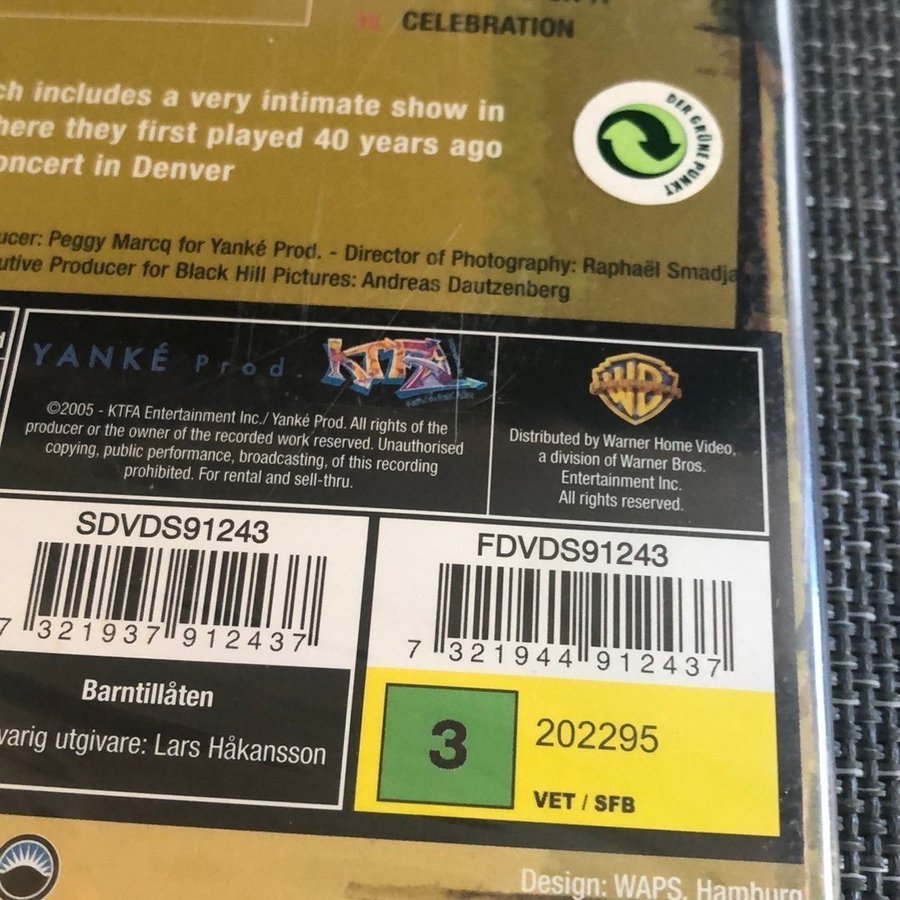 10 CELEBRATION
ch includes a very intimate show in
here they first played 40 years ago
oncert in Denver
DER GRÜNE PUNKT
ucer: Peggy Marcq for Yanké Prod. - Director of Photography: Raphaël Smadja
utive Producer for Black Hill Pictures: Andreas Dautzenberg
YANKÉ Prod.
KTFA
©2005 - KTFA Entertainment Inc./ Yanké Prod. All rights of the
producer or the owner of the recorded work reserved. Unauthorised
copying, public performance, broadcasting, of this recording
prohibited. For rental and sell-thru.
WB
Distributed by Warner Home Video,
a division of Warner Bros.
Entertainment Inc.
All rights reserved.
SDVDS91243
7 321937 912437
FDVDS91243
7 321944 912437
Barntillåten
varig utgivare: Lars Håkansson
3
202295
VET / SFB
Design: WAPS, Hamburg